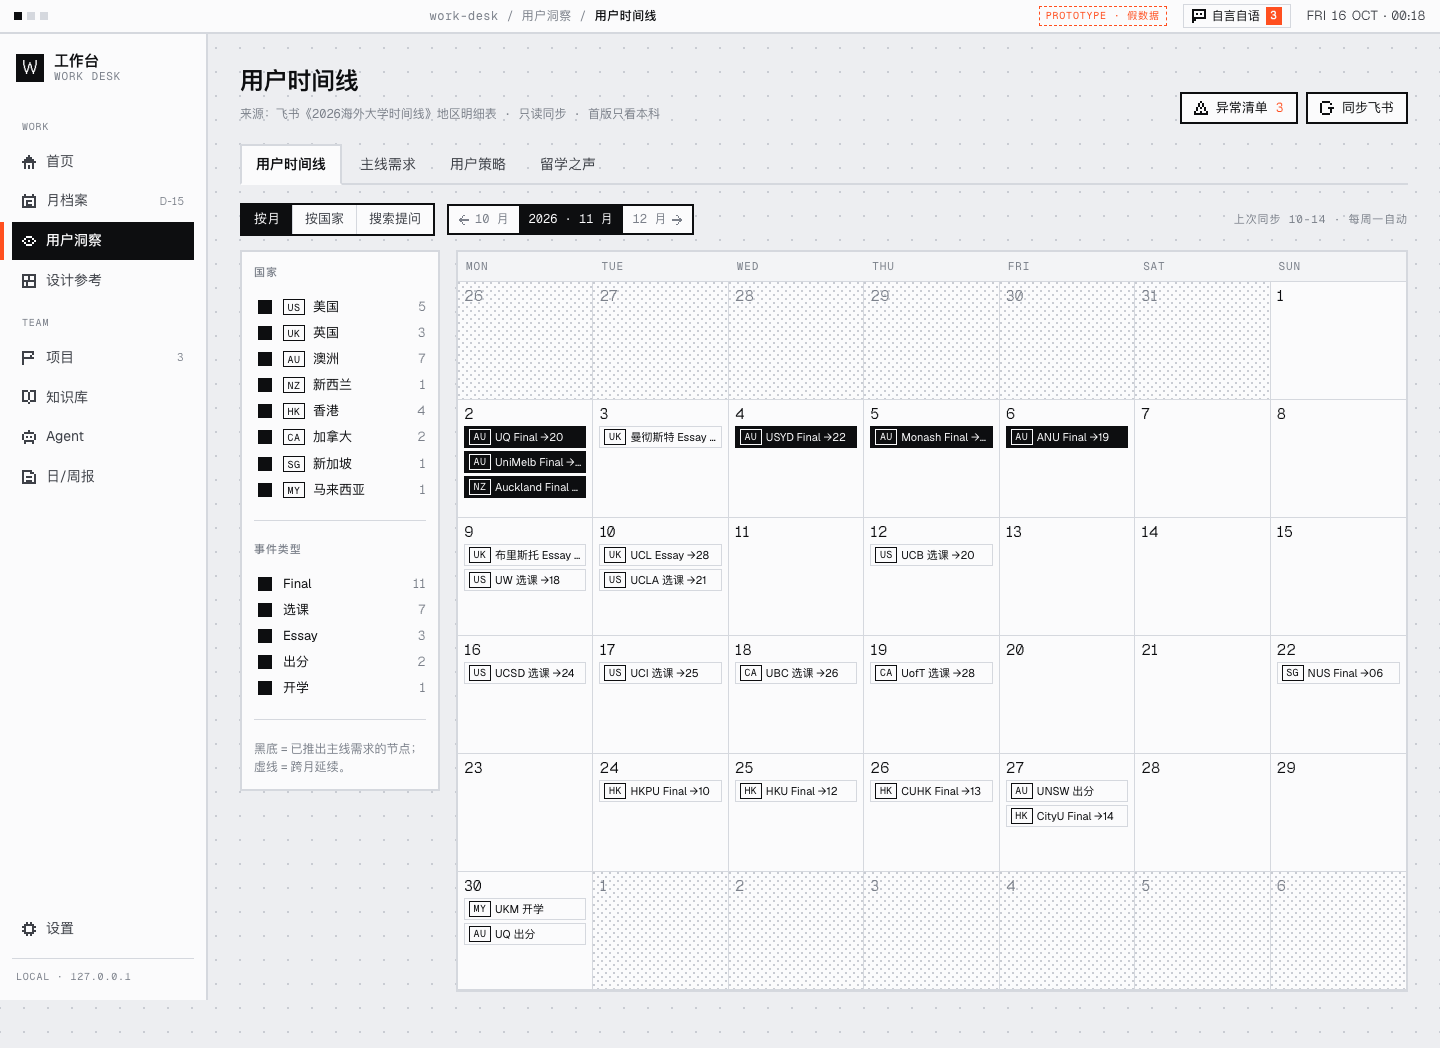 work-desk / 用户洞察 / 用户时间线
PROTOTYPE · 假数据
自言自语 3
FRI 16 OCT · 00:18
W
工作台
WORK DESK
WORK
首页
月档案 D-15
用户洞察
设计参考
TEAM
项目 3
知识库
Agent
日/周报
设置
LOCAL · 127.0.0.1
用户时间线
来源：飞书《2026海外大学时间线》地区明细表 · 只读同步 · 首版只看本科
异常清单 3
同步飞书
用户时间线 主线需求 用户策略 留学之声
按月 按国家 搜索提问
← 10 月 2026 · 11 月 12 月 →
上次同步 10-14 · 每周一自动
国家
US 美国 5
UK 英国 3
AU 澳洲 7
NZ 新西兰 1
HK 香港 4
CA 加拿大 2
SG 新加坡 1
MY 马来西亚 1
事件类型
Final 11
选课 7
Essay 3
出分 2
开学 1
黑底 = 已推出主线需求的节点；
虚线 = 跨月延续。
MON TUE WED THU FRI SAT SUN
26 27 28 29 30 31 1
2 3 4 5 6 7 8
AU UQ Final →20
AU UniMelb Final →…
NZ Auckland Final …
UK 曼彻斯特 Essay …
AU USYD Final →22
AU Monash Final →…
AU ANU Final →19
9 10 11 12 13 14 15
UK 布里斯托 Essay …
US UW 选课 →18
UK UCL Essay →28
US UCLA 选课 →21
US UCB 选课 →20
16 17 18 19 20 21 22
US UCSD 选课 →24
US UCI 选课 →25
CA UBC 选课 →26
CA UofT 选课 →28
SG NUS Final →06
23 24 25 26 27 28 29
HK HKPU Final →10
HK HKU Final →12
HK CUHK Final →13
AU UNSW 出分
HK CityU Final →14
30 1 2 3 4 5 6
MY UKM 开学
AU UQ 出分